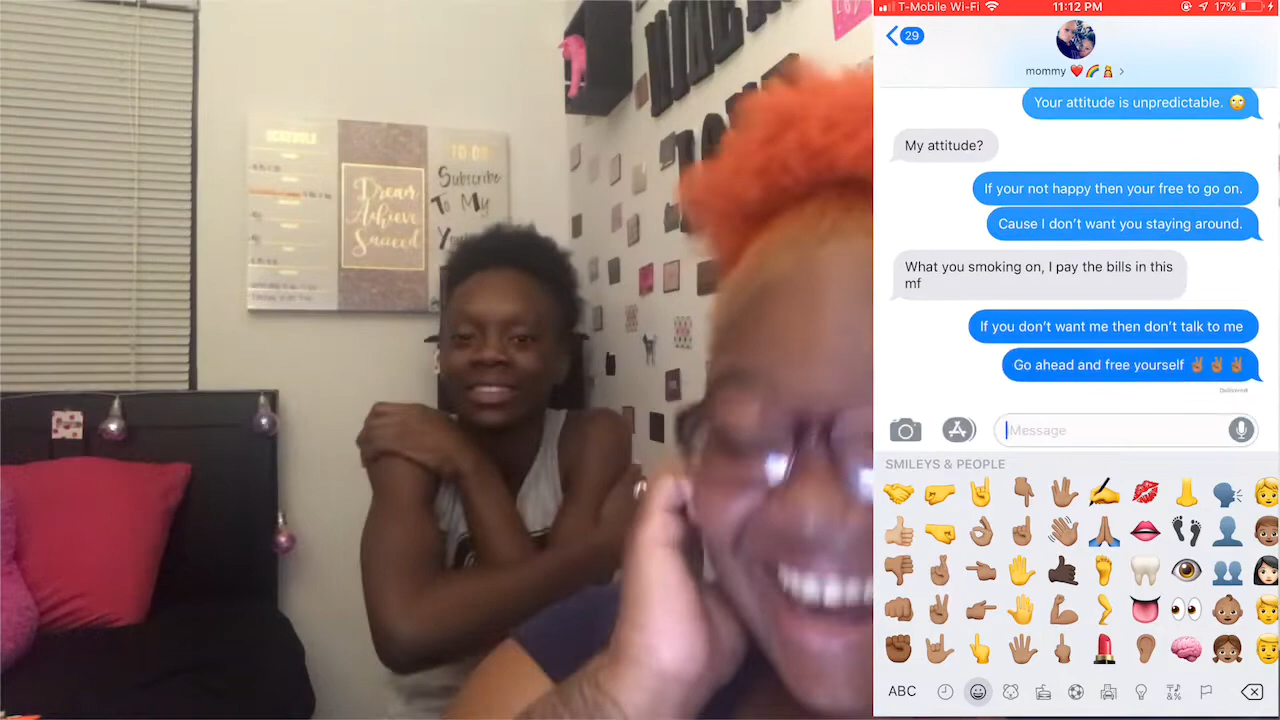 SCHEDULE
Dream
Achieve
Succeed
TO DO
Subscribe
To My
T-Mobile Wi-Fi
11:12 PM
17%
29
mommy ❤️🌈
Your attitude is unpredictable. 🙄
My attitude?
If your not happy then your free to go on.
Cause I don't want you staying around.
What you smoking on, I pay the bills in this
mf
If you don't want me then don't talk to me
Go ahead and free yourself ✌🏾✌🏾✌🏾
Delivered
Message
SMILEYS & PEOPLE
ABC